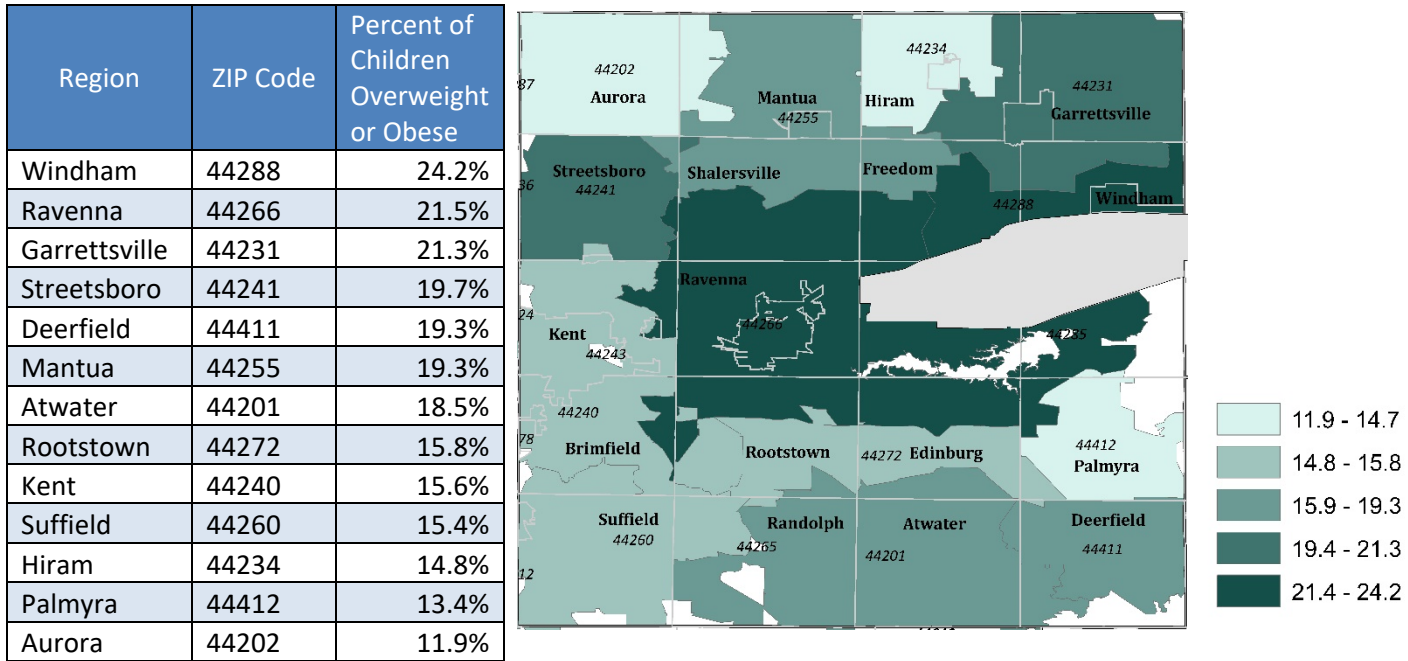 Region ZIP Code Percent of Children Overweight or Obese
Windham 44288 24.2%
Ravenna 44266 21.5%
Garrettsville 44231 21.3%
Streetsboro 44241 19.7%
Deerfield 44411 19.3%
Mantua 44255 19.3%
Atwater 44201 18.5%
Rootstown 44272 15.8%
Kent 44240 15.6%
Suffield 44260 15.4%
Hiram 44234 14.8%
Palmyra 44412 13.4%
Aurora 44202 11.9%
44234
44202
87
44231
Aurora Mantua Hiram
44255
Garrettsville
Streetsboro Shalersville Freedom
36
44241
44288 Windham
Ravenna
24
44266
Kent
44285
44243
44240
78
Brimfield Rootstown 44272 Edinburg
44412
Palmyra
Suffield Randolph Atwater Deerfield
44260 44265 44201 44411
12
11.9 - 14.7
14.8 - 15.8
15.9 - 19.3
19.4 - 21.3
21.4 - 24.2